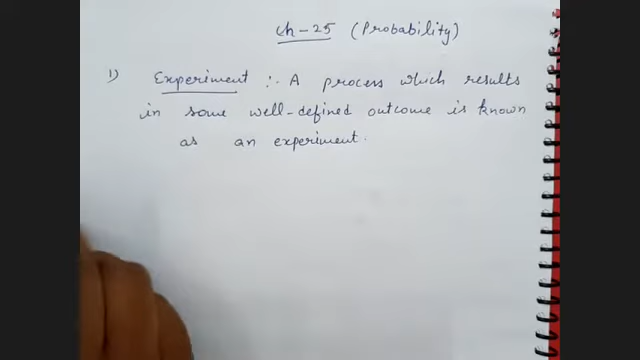 Ch-25 (Probability)
1) Experiment :- A process which results
in some well-defined outcome is known
as an experiment.